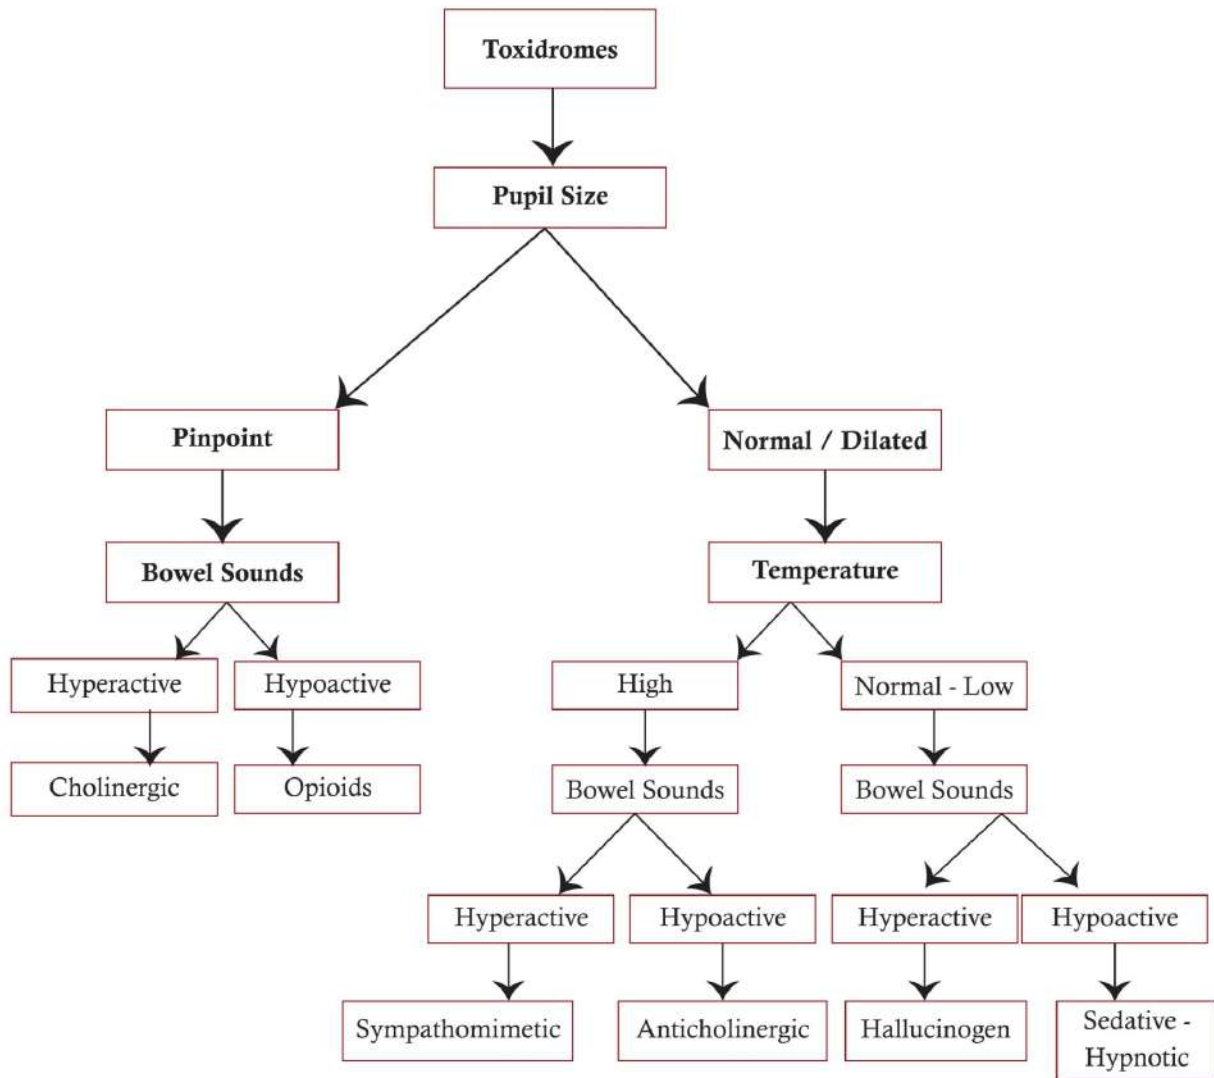 Toxidromes
Pupil Size
Pinpoint
Normal / Dilated
Bowel Sounds
Temperature
Hyperactive
Hypoactive
High
Normal - Low
Cholinergic
Opioids
Bowel Sounds
Bowel Sounds
Hyperactive
Hypoactive
Hyperactive
Hypoactive
Sympathomimetic
Anticholinergic
Hallucinogen
Sedative -
Hypnotic